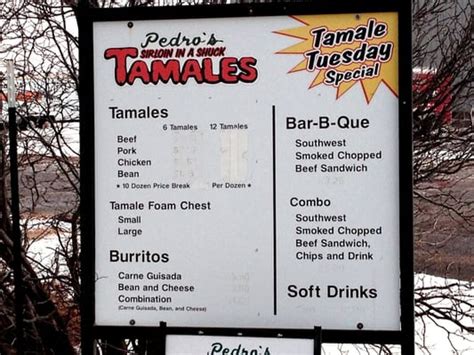 Pedro's
SIRLOIN IN A SHUCK
TAMALES
Tamale
Tuesday
Special
Tamales
6 Tamales 12 Tamales
Beef
Pork
Chicken
Bean
* 10 Dozen Price Break Per Dozen *
Tamale Foam Chest
Small
Large
Burritos
Carne Guisada
Bean and Cheese
Combination
(Carne Guisada, Bean, and Cheese)
Bar-B-Que
Southwest
Smoked Chopped
Beef Sandwich
Combo
Southwest
Smoked Chopped
Beef Sandwich,
Chips and Drink
Soft Drinks
Pedro's